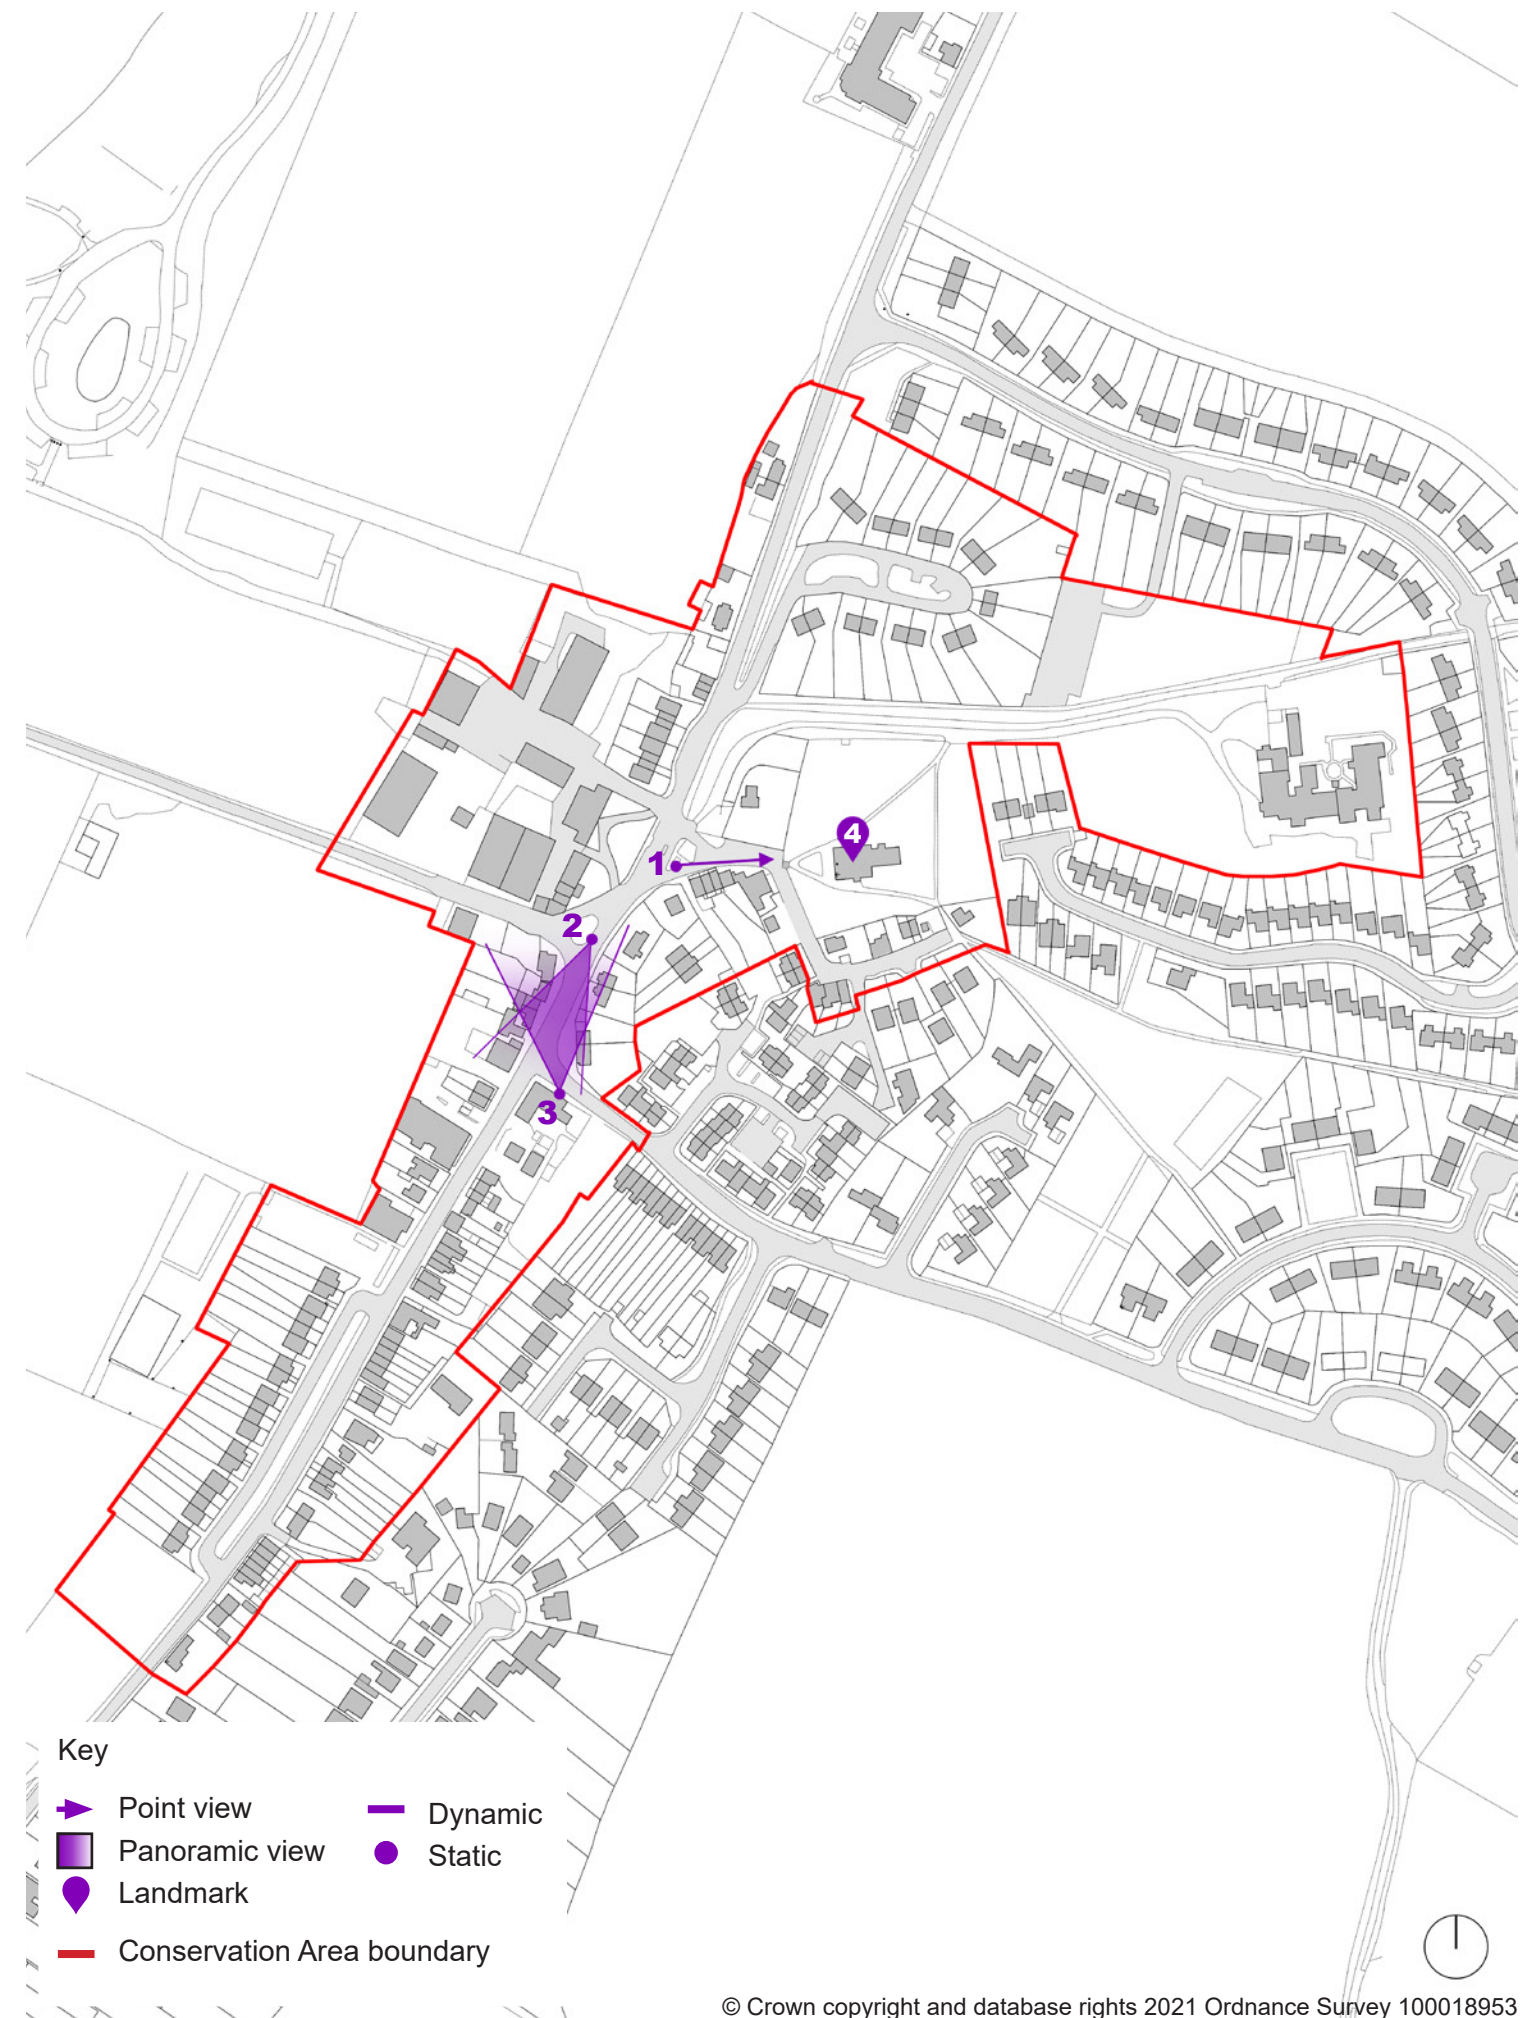 4
1
2
3
Key
Point view
Panoramic view
Landmark
Conservation Area boundary
Dynamic
Static
© Crown copyright and database rights 2021 Ordnance Survey 100018953